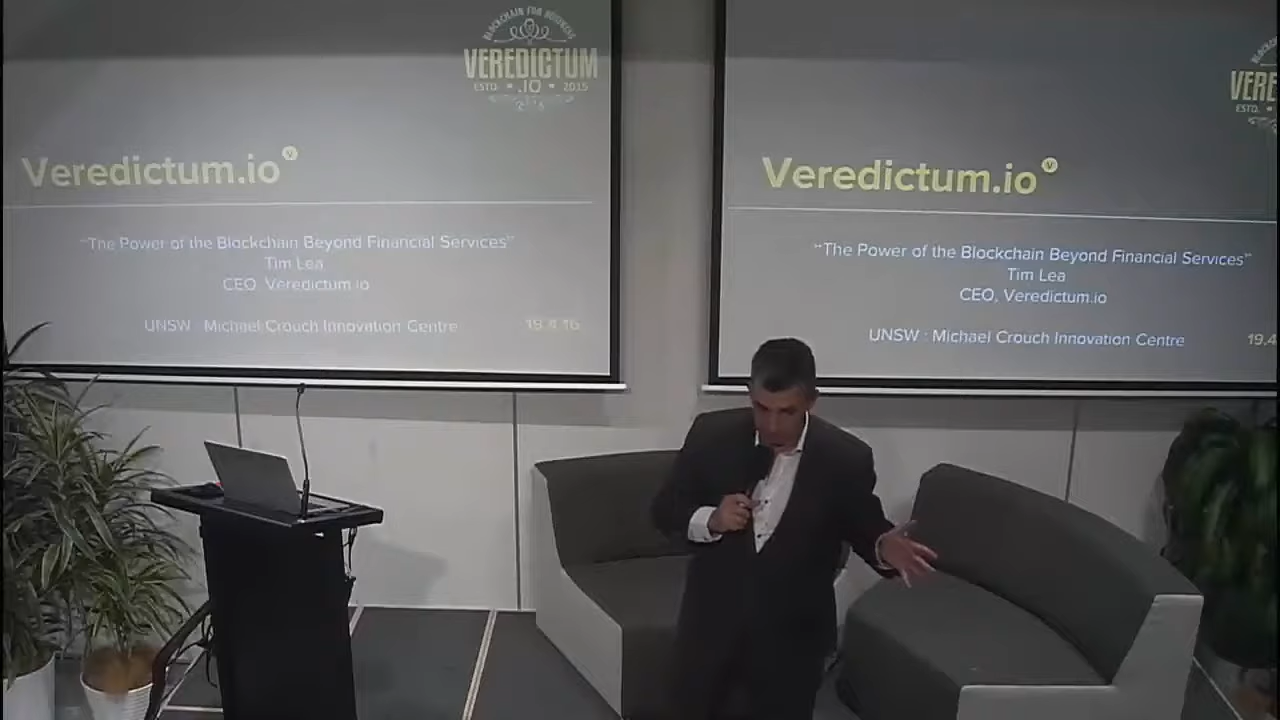 BLOCKCHAIN FOR BUSINESS
VEREDICTUM
ESTD. .IO 2015
Veredictum.io
"The Power of the Blockchain Beyond Financial Services"
Tim Lea
CEO, Veredictum.io
UNSW : Michael Crouch Innovation Centre
19.4.16
VERE
ESTD.
Veredictum.io v
"The Power of the Blockchain Beyond Financial Services"
Tim Lea
CEO, Veredictum.io
UNSW : Michael Crouch Innovation Centre
19.4